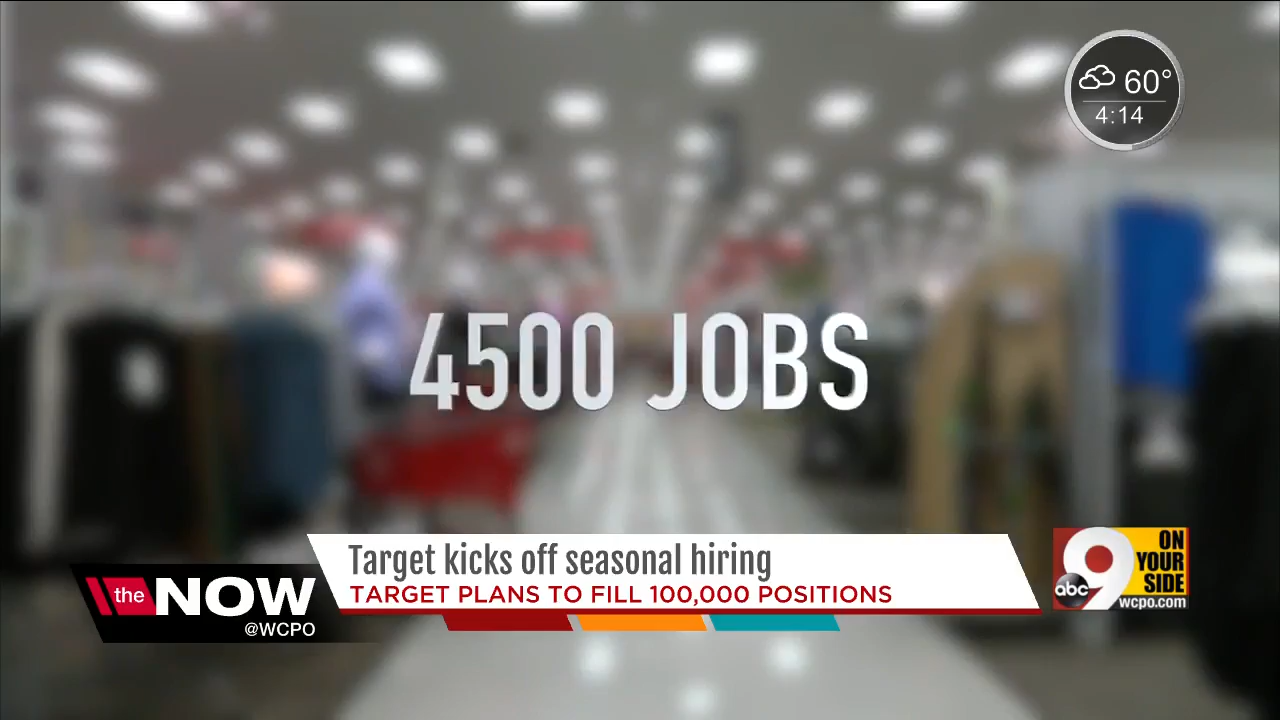 60°
4:14
4500 JOBS
Target kicks off seasonal hiring
TARGET PLANS TO FILL 100,000 POSITIONS
the NOW
@WCPO
9
abc
ON
YOUR
SIDE
wcpo.com